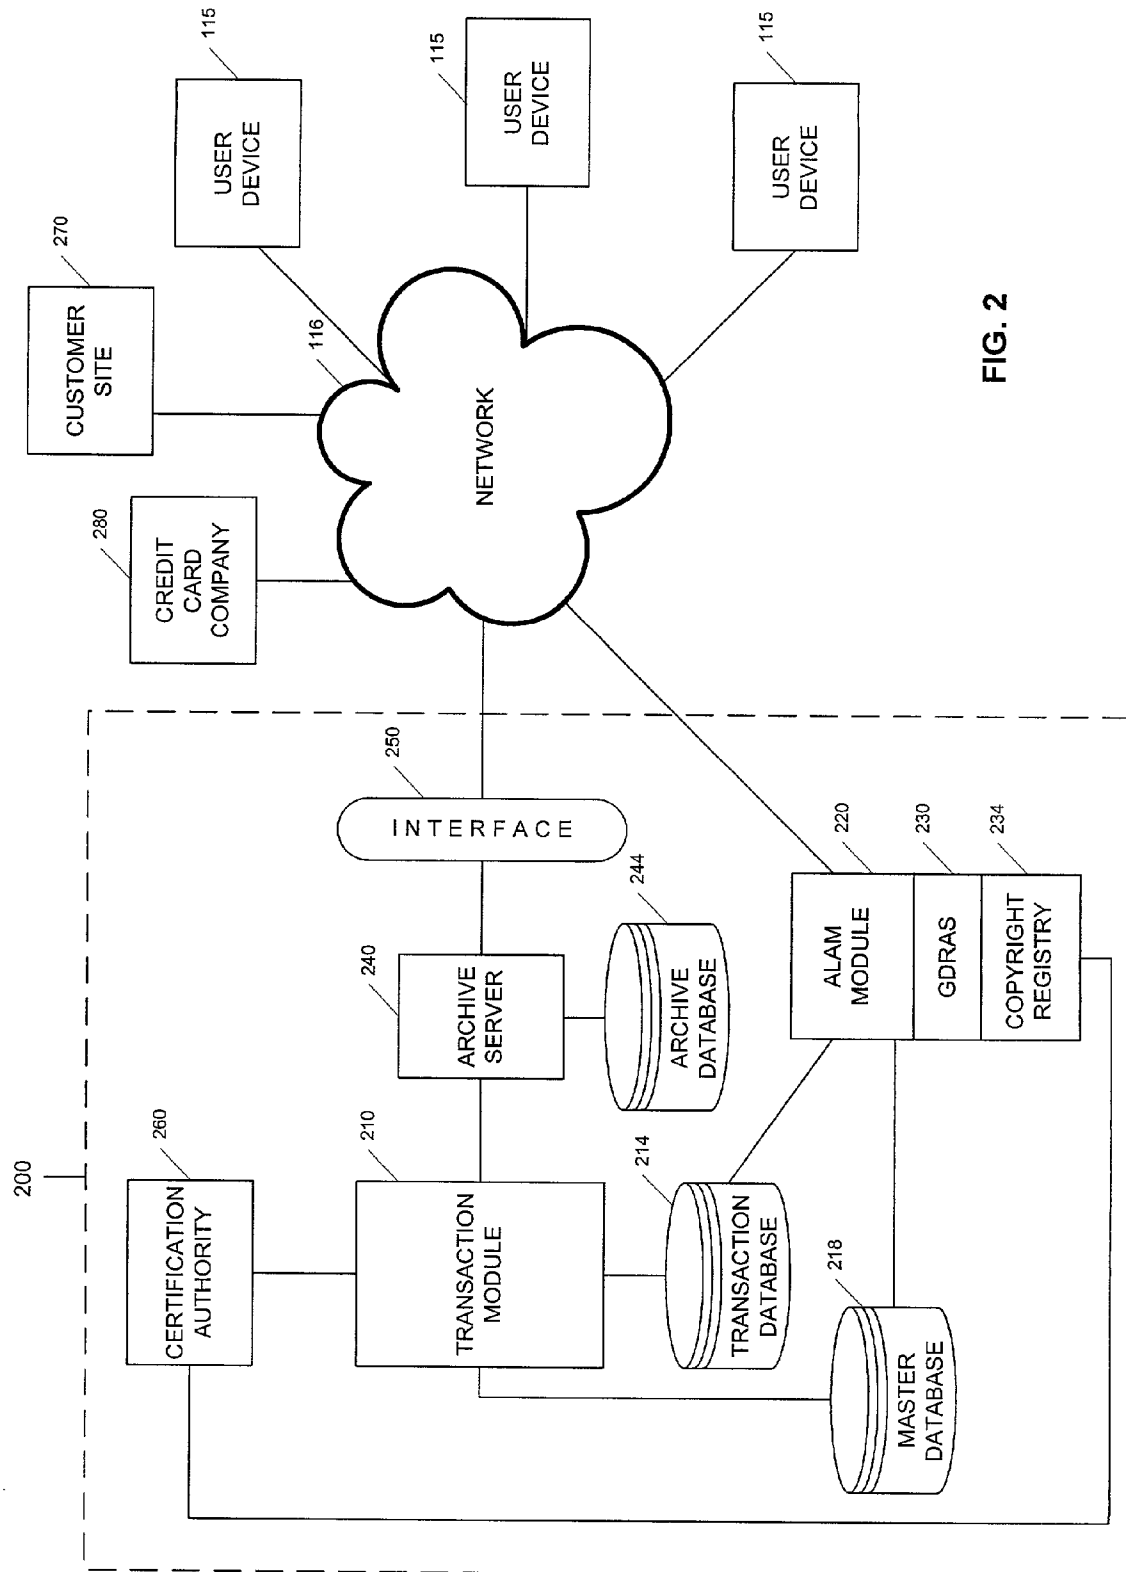 200
260
CERTIFICATION
AUTHORITY
210
TRANSACTION
MODULE
240
ARCHIVE
SERVER
250
INTERFACE
280
CREDIT
CARD
COMPANY
270
CUSTOMER
SITE
115
USER
DEVICE
115
USER
DEVICE
115
USER
DEVICE
116
NETWORK
214
TRANSACTION
DATABASE
244
ARCHIVE
DATABASE
218
MASTER
DATABASE
220
ALAM
MODULE
230
GDRAS
234
COPYRIGHT
REGISTRY
FIG. 2